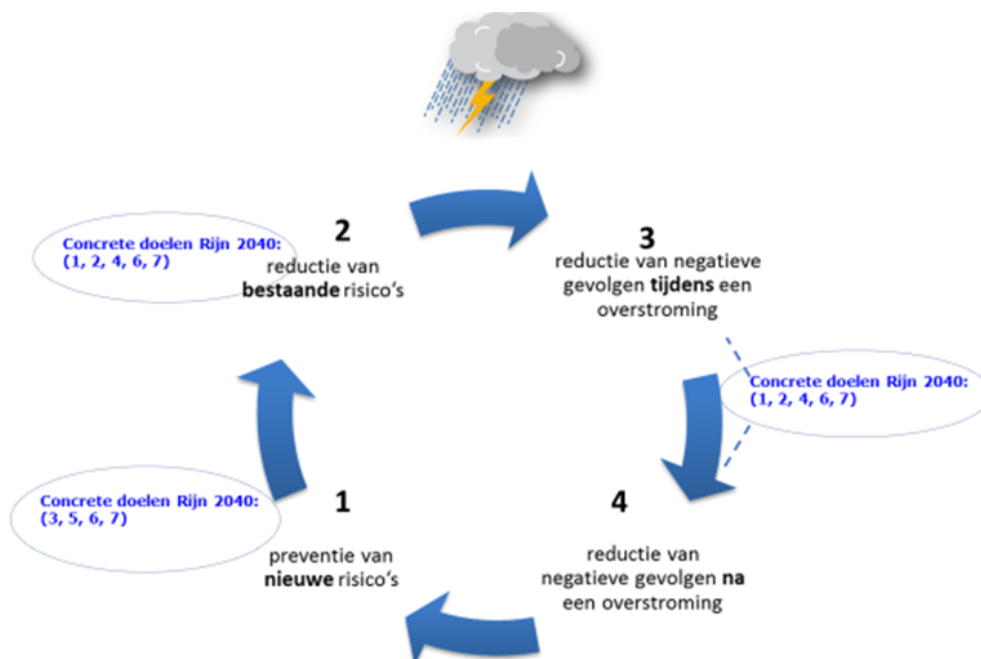 2
Concrete doelen Rijn 2040:
(1, 2, 4, 6, 7)
reductie van
bestaande risico's
3
reductie van negatieve
gevolgen tijdens een
overstroming
Concrete doelen Rijn 2040:
(1, 2, 4, 6, 7)
Concrete doelen Rijn 2040:
(3, 5, 6, 7)
1
preventie van
nieuwe risico's
4
reductie van
negatieve gevolgen na
een overstroming